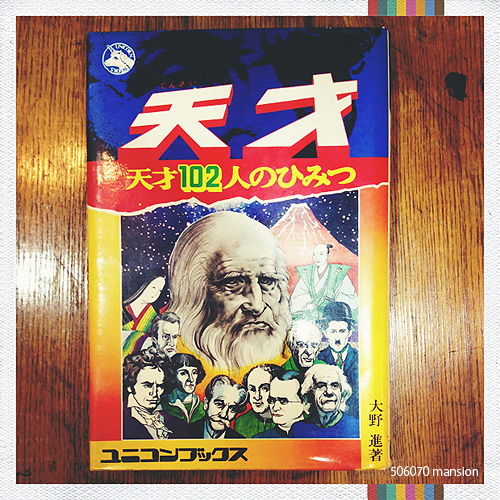 てんさい
天才
天才102人のひみつ
大野 進著
ユニコンブックス
506070 mansion